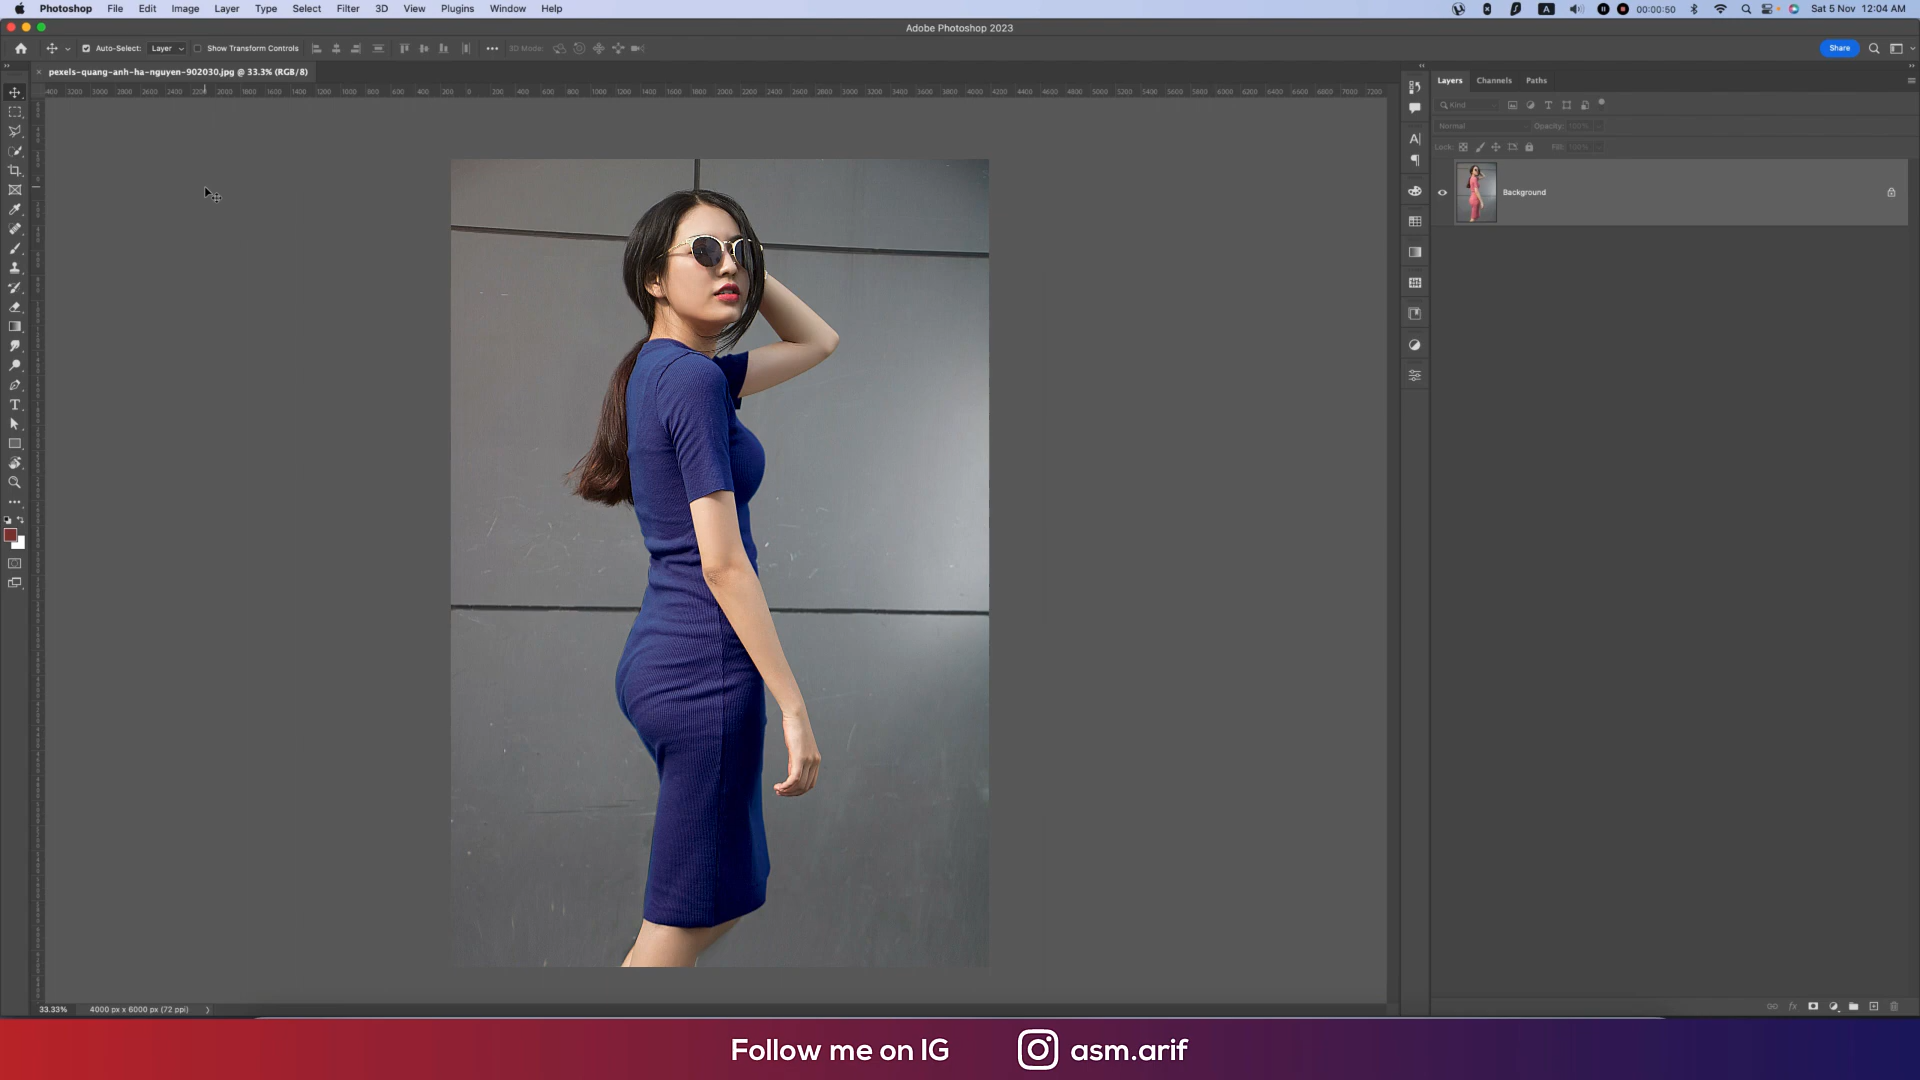 Photoshop File Edit Image Layer Type Select Filter 3D View Plugins Window Help
A 00:00:50 Sat 5 Nov 12:04 AM
Adobe Photoshop 2023
Auto-Select: Layer Show Transform Controls 3D Mode: Share
pexels-quang-anh-ha-nguyen-902030.jpg @ 33.3% (RGB/8)
Layers Channels Paths
Kind
Normal Opacity: 100%
Lock: Fill: 100%
Background
33.33% 4000 px x 6000 px (72 ppi)
Follow me on IG asm.arif